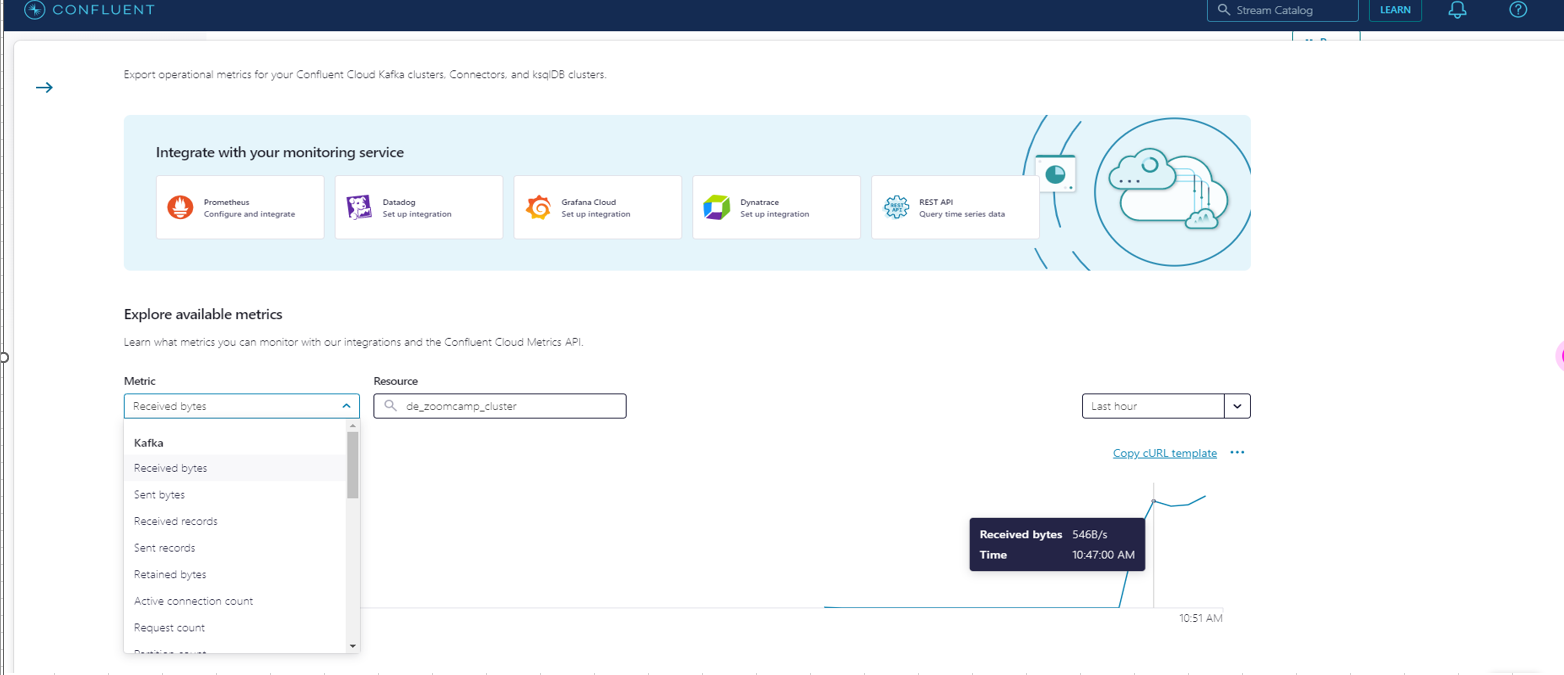 CONFLUENT
Stream Catalog
LEARN
?
Export operational metrics for your Confluent Cloud Kafka clusters, Connectors, and ksqlDB clusters.
Integrate with your monitoring service
Prometheus
Configure and integrate
Datadog
Set up integration
Grafana Cloud
Set up integration
Dynatrace
Set up integration
REST API
REST API
Query time series data
Explore available metrics
Learn what metrics you can monitor with our integrations and the Confluent Cloud Metrics API.
Metric
Resource
Received bytes
de_zoomcamp_cluster
Last hour
Kafka
Received bytes
Sent bytes
Received records
Sent records
Retained bytes
Active connection count
Request count
Partition count
Copy cURL template
Received bytes 546B/s
Time 10:47:00 AM
10:51 AM